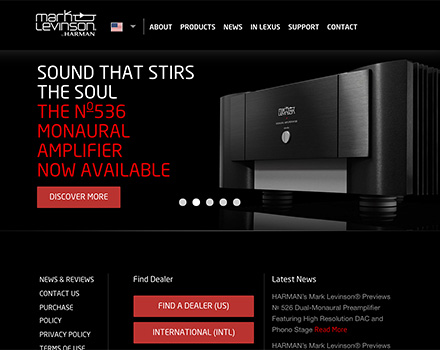 mark
Levinson
by HARMAN
ABOUT PRODUCTS NEWS IN LEXUS SUPPORT CONTACT
SOUND THAT STIRS
THE SOUL
THE Nº536
MONAURAL
AMPLIFIER
NOW AVAILABLE
DISCOVER MORE
NEWS & REVIEWS
CONTACT US
PURCHASE
POLICY
PRIVACY POLICY
TERMS OF USE
Find Dealer
FIND A DEALER (US)
INTERNATIONAL (INTL)
Latest News
HARMAN's Mark Levinson® Previews
№ 526 Dual-Monaural Preamplifier
Featuring High Resolution DAC and
Phono Stage Read More
HARMAN's Mark Levinson® Previews